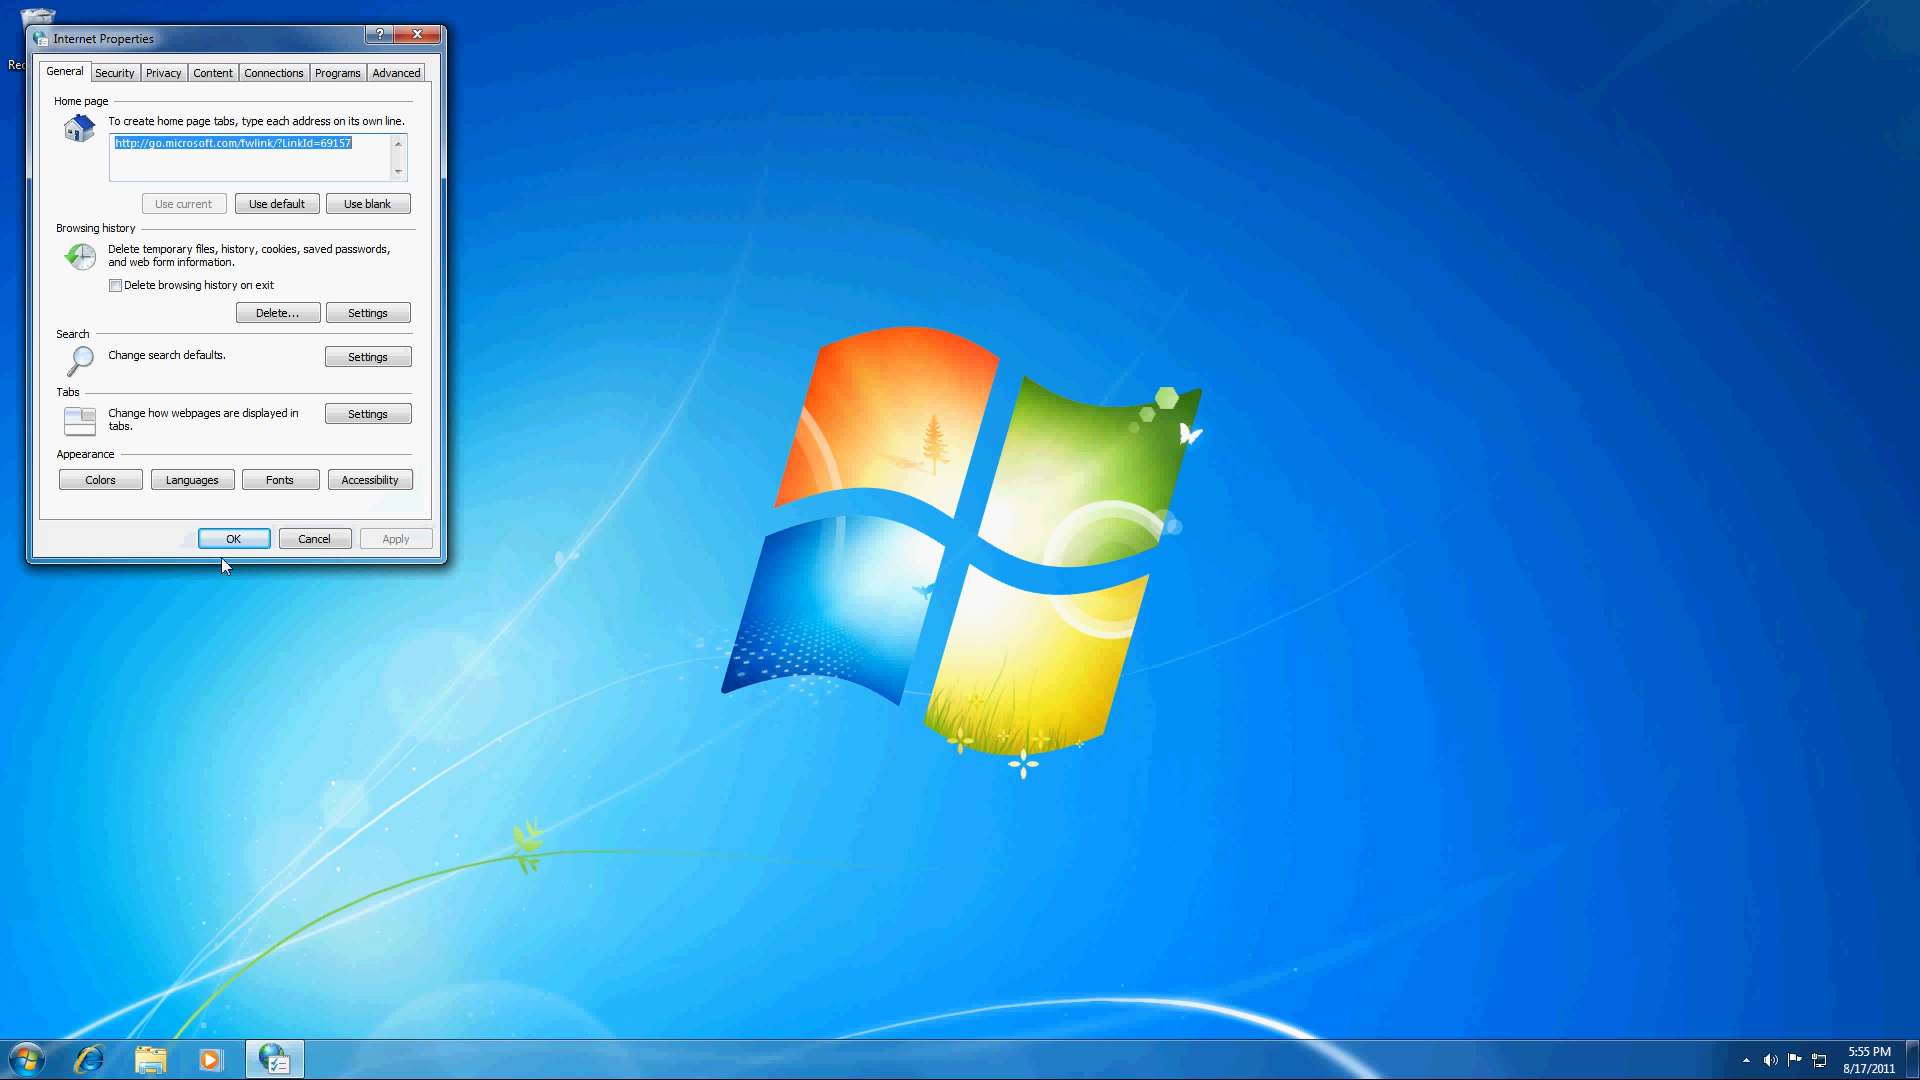 Rec
Internet Properties
?
General Security Privacy Content Connections Programs Advanced
Home page
To create home page tabs, type each address on its own line.
http://go.microsoft.com/fwlink/?LinkId=69157
Use current Use default Use blank
Browsing history
Delete temporary files, history, cookies, saved passwords,
and web form information.
Delete browsing history on exit
Delete... Settings
Search
Change search defaults. Settings
Tabs
Change how webpages are displayed in
tabs.
Settings
Appearance
Colors Languages Fonts Accessibility
OK Cancel Apply
5:55 PM
8/17/2011